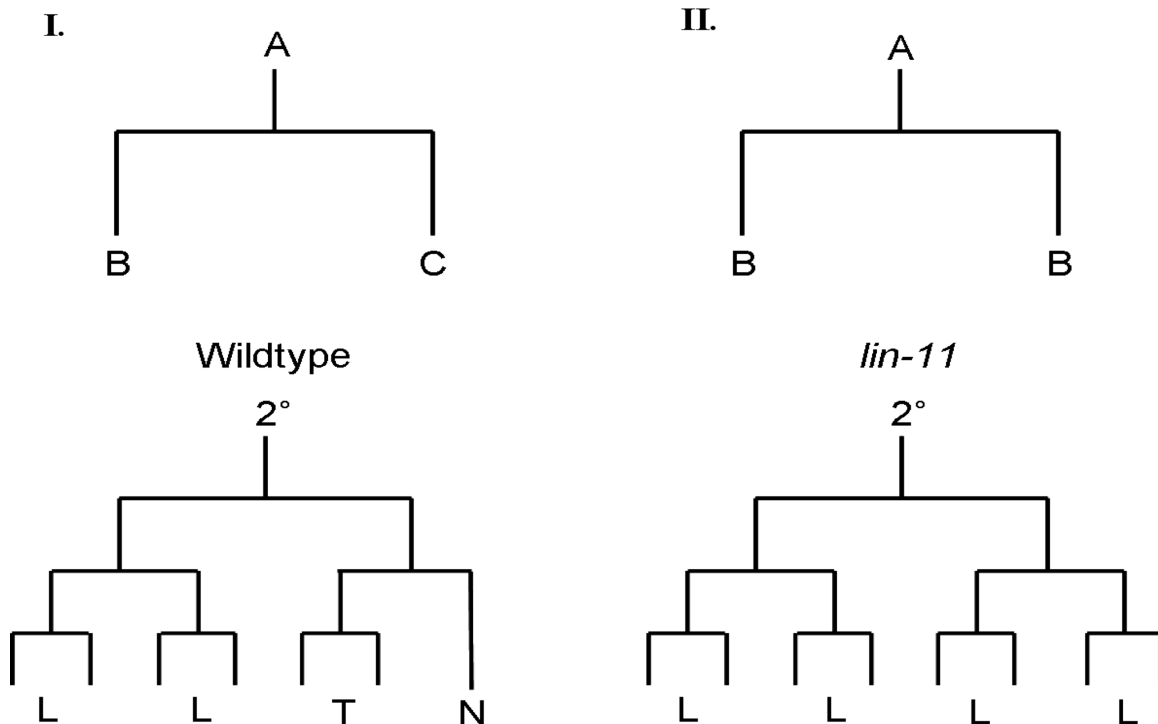 I.
II.
A
A
B C
B B
Wildtype
lin-11
2°
2°
L L T N
L L L L